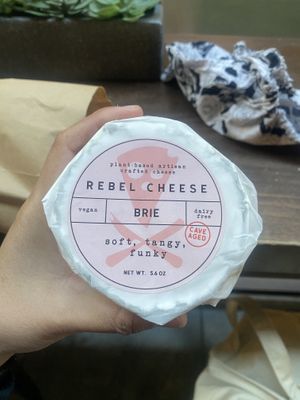 plant-based artisan
crafted cheese
REBEL CHEESE
vegan
BRIE
dairy
free
CAVE
AGED
soft, tangy,
funky
NET WT. 5.6 OZ